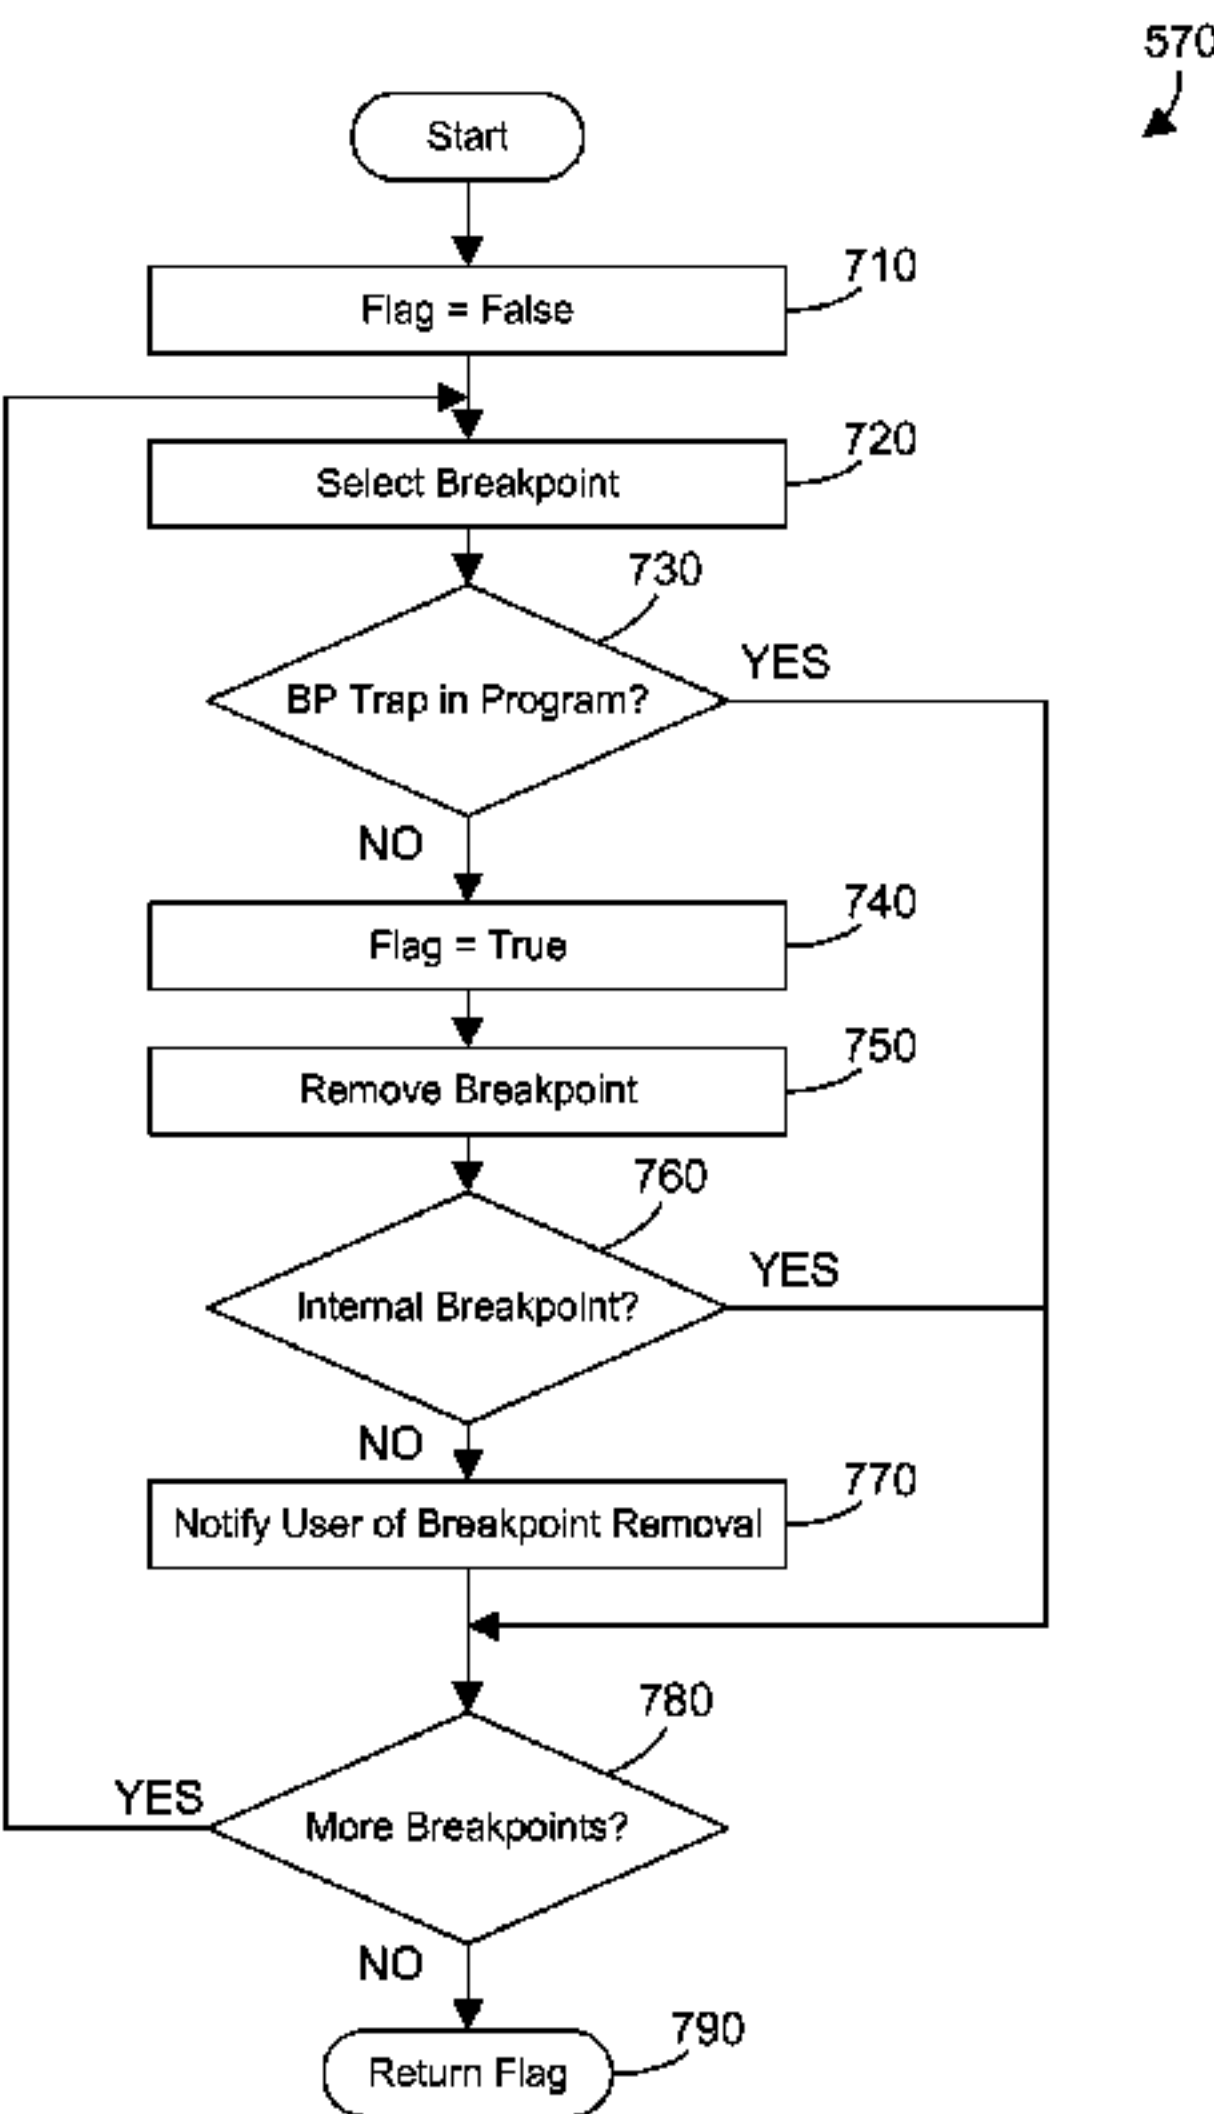 570
Start
710
Flag = False
720
Select Breakpoint
730
YES
BP Trap in Program?
NO
740
Flag = True
750
Remove Breakpoint
760
YES
Internal Breakpoint?
NO
770
Notify User of Breakpoint Removal
780
YES
More Breakpoints?
NO
790
Return Flag